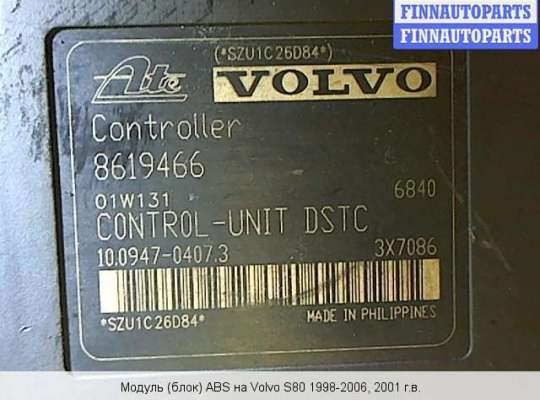 FINNAUTOPARTS
FINNAUTOPARTS
(*SZU1C26D84*)
Ate VOLVO
Controller
8619466
01W131 6840
CONTROL-UNIT DSTC
10.0947-0407.3 3X7086
*SZU1C26D84* MADE IN PHILIPPINES
Модуль (блок) ABS на Volvo S80 1998-2006, 2001 г.в.